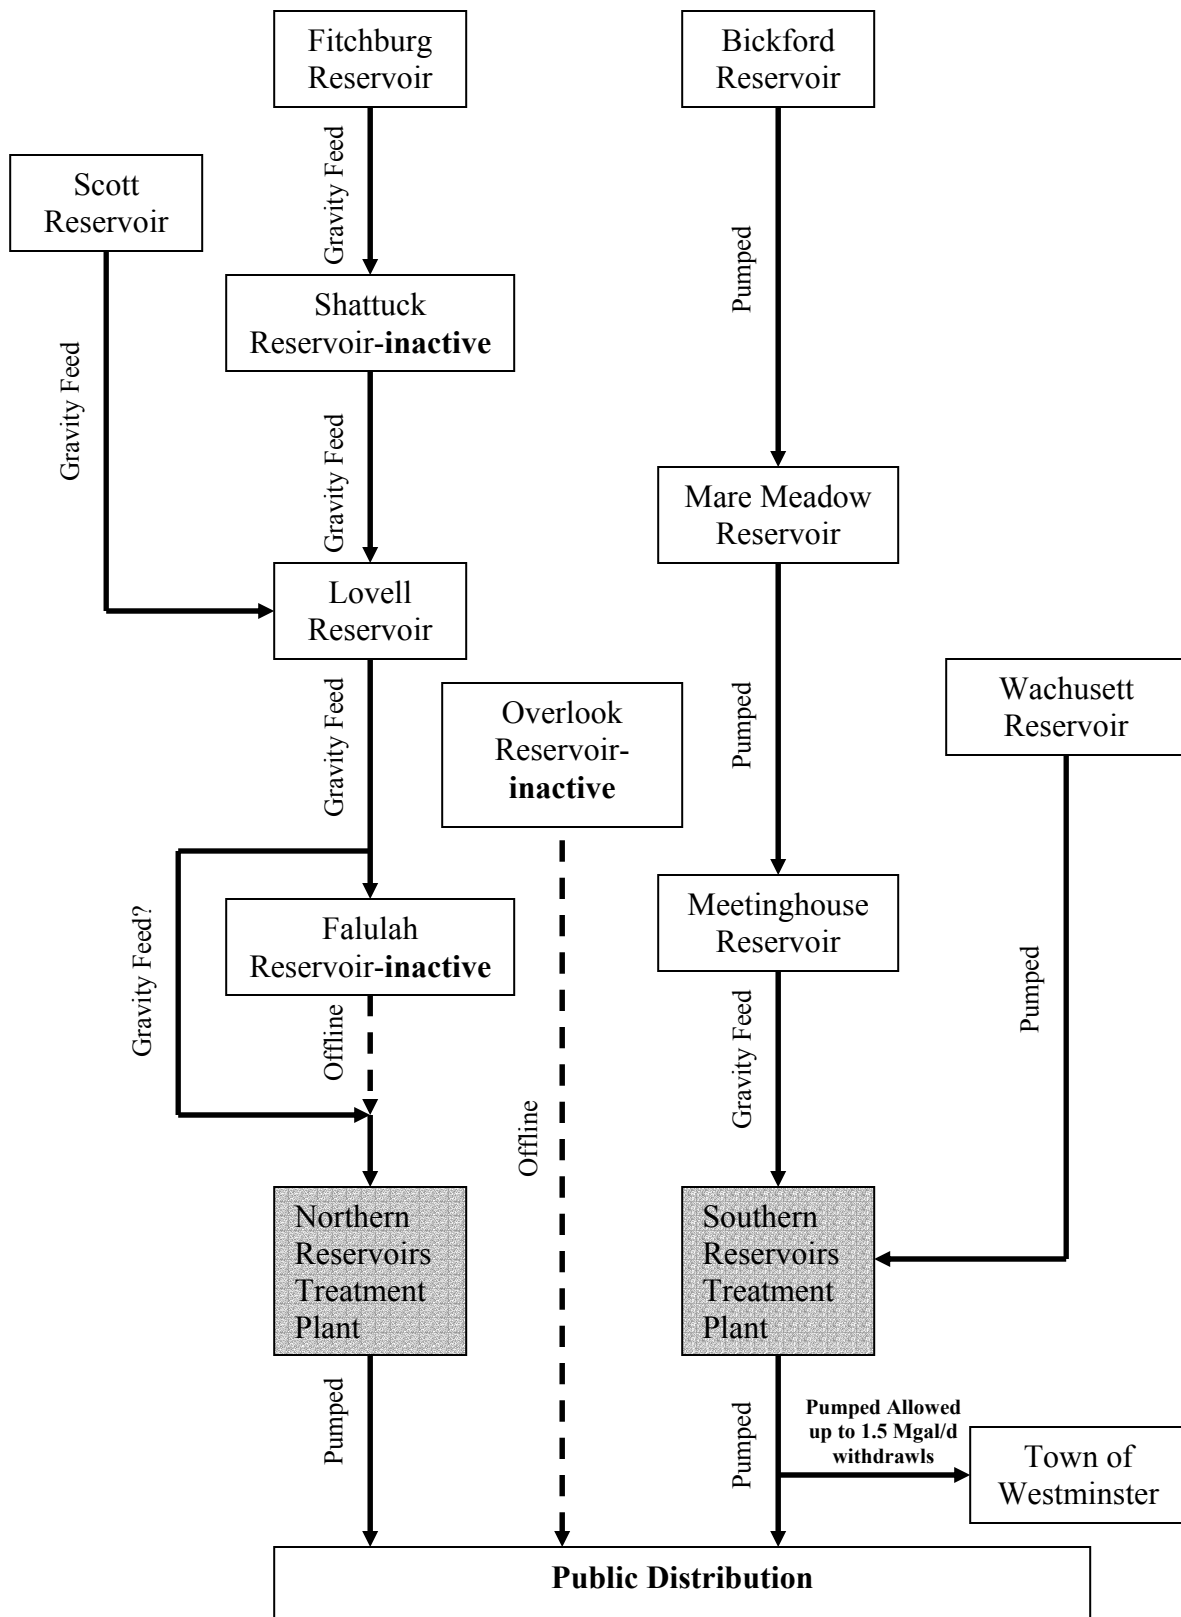 Fitchburg
Reservoir
Bickford
Reservoir
Gravity Feed
Scott
Reservoir
Pumped
Shattuck
Reservoir-inactive
Gravity Feed
Gravity Feed
Mare Meadow
Reservoir
Lovell
Reservoir
Gravity Feed
Overlook
Reservoir-
inactive
Pumped
Wachusett
Reservoir
Falulah
Reservoir-inactive
Meetinghouse
Reservoir
Gravity Feed?
Offline
Gravity Feed
Pumped
Offline
Northern
Reservoirs
Treatment
Plant
Southern
Reservoirs
Treatment
Plant
Pumped
Pumped
Pumped Allowed
up to 1.5 Mgal/d
withdrawls
Town of
Westminster
Public Distribution